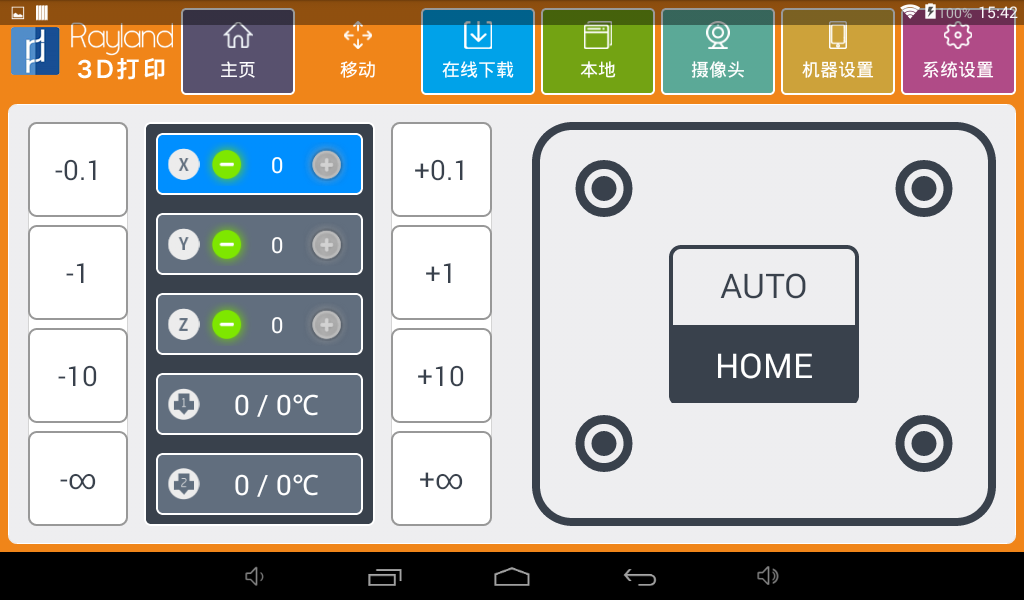 100% 15:42
Rayland
3D打印
主页
移动
在线下载
本地
摄像头
机器设置
系统设置
-0.1
-1
-10
-∞
X 0
Y 0
Z 0
1 0 / 0℃
2 0 / 0℃
+0.1
+1
+10
+∞
AUTO
HOME